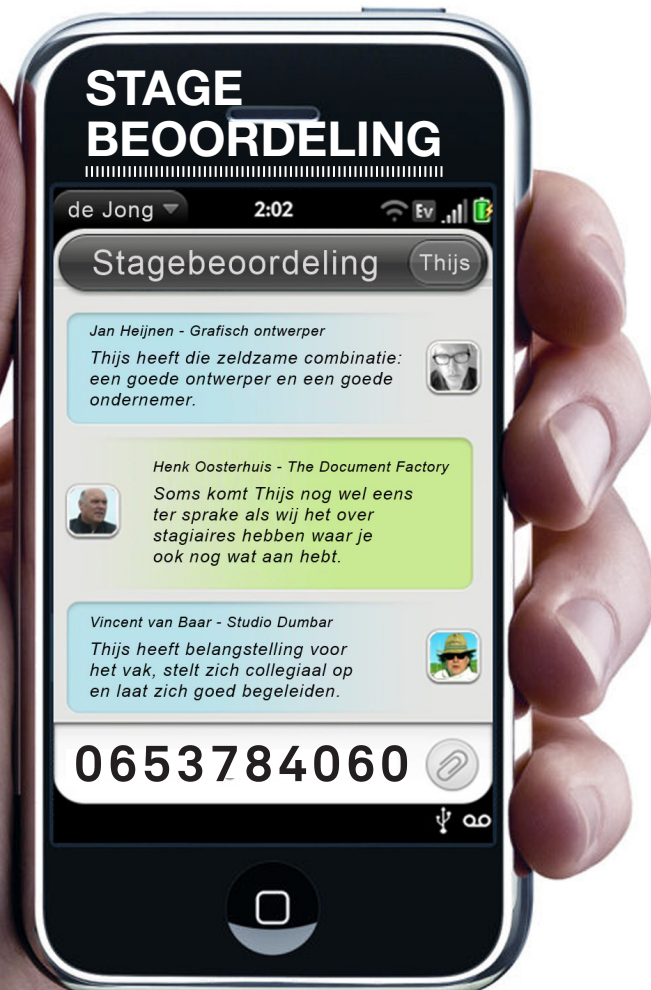 STAGE
BEOORDELING
de Jong 2:02 Ev
Stagebeoordeling Thijs
Jan Heijnen - Grafisch ontwerper
Thijs heeft die zeldzame combinatie:
een goede ontwerper en een goede
ondernemer.
Henk Oosterhuis - The Document Factory
Soms komt Thijs nog wel eens
ter sprake als wij het over
stagiaires hebben waar je
ook nog wat aan hebt.
Vincent van Baar - Studio Dumbar
Thijs heeft belangstelling voor
het vak, stelt zich collegiaal op
en laat zich goed begeleiden.
0653784060